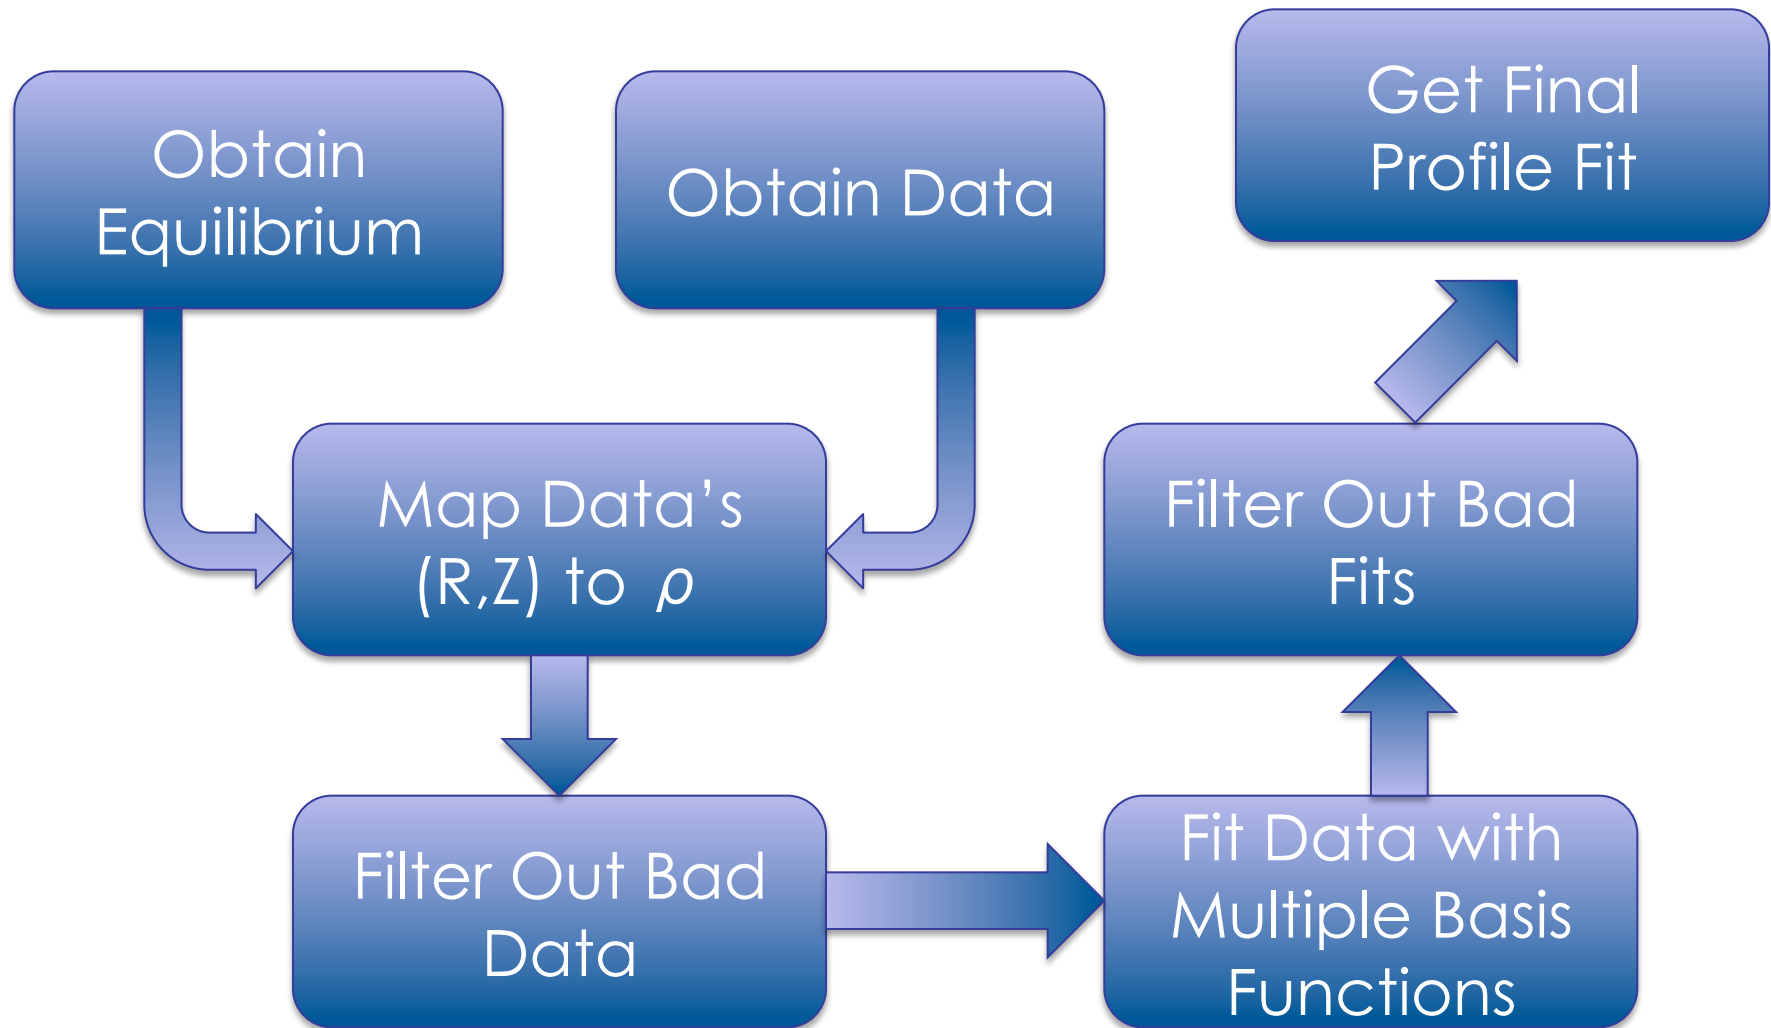 Obtain
Equilibrium
Obtain Data
Map Data’s
(R,Z) to ρ
Filter Out Bad
Data
Fit Data with
Multiple Basis
Functions
Filter Out Bad
Fits
Get Final
Profile Fit